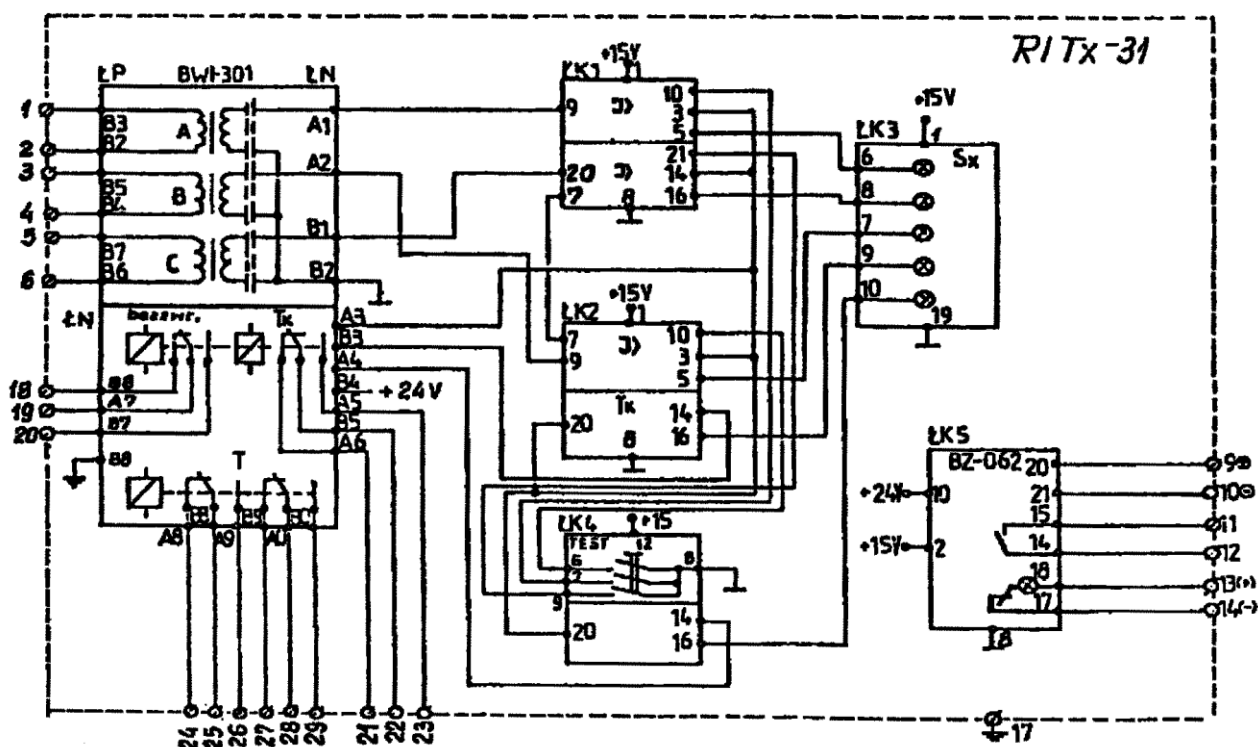 RITx-31
ŁP BWI-301 ŁN
1
2
3
4
5
6
B3
B2
B5
B4
B7
B6
A
B
C
A1
A2
B1
B2
ŁK1 +15V 1
9
20
7
8
10
3
5
21
14
16
ŁK3 +15V 1
Sx
6
8
7
9
10
19
ŁN bezzwł. Tk
A3
B3
A4
B4 +24V
A5
B5
A6
18
19
20
B6
A7
B7
B8
T
A8
B8
A9
B9
A10
ŁK2 +15V 1
7
9
20
Tk
8
10
3
5
14
16
ŁK4 +15
TEST 12
6
7
9
20
8
14
16
ŁK5
BZ-062
+24V 10
+15V 2
20
21
15
14
18
17
8
9⊕
10⊖
11
12
13(+)
14(-)
24
25
26
27
28
29
21
22
23
17